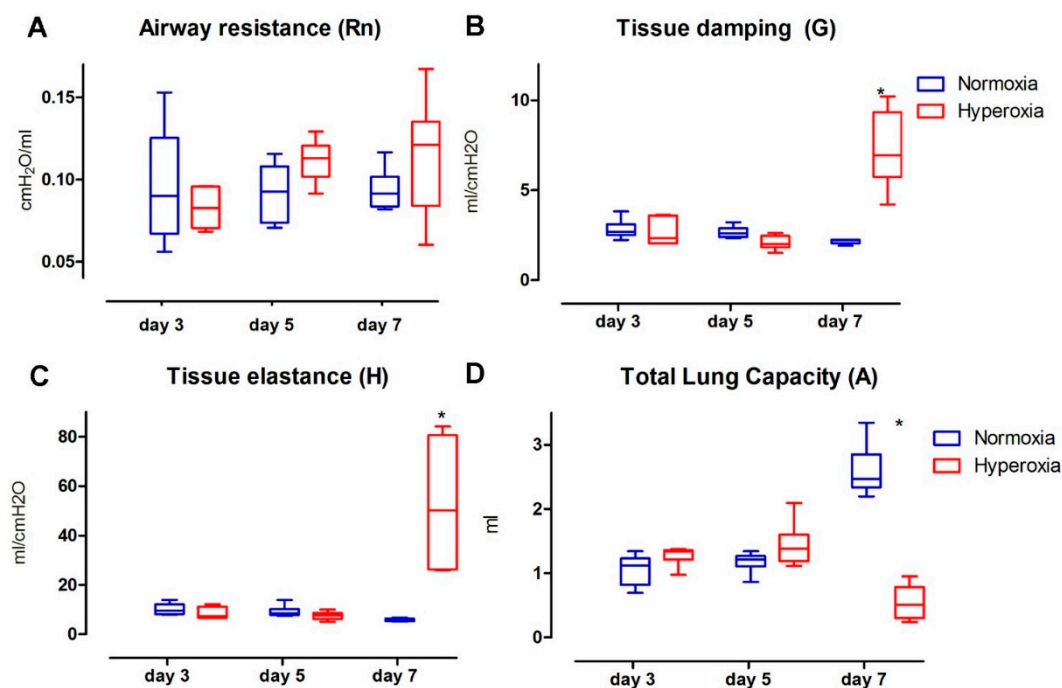 A
Airway resistance (Rn)
cmH₂O/ml
0.15
0.10
0.05
day 3 day 5 day 7
B
Tissue damping (G)
ml/cmH2O
10
5
0
*
Normoxia
Hyperoxia
day 3 day 5 day 7
C
Tissue elastance (H)
ml/cmH2O
80
60
40
20
0
*
day 3 day 5 day 7
D
Total Lung Capacity (A)
ml
3
2
1
0
*
Normoxia
Hyperoxia
day 3 day 5 day 7